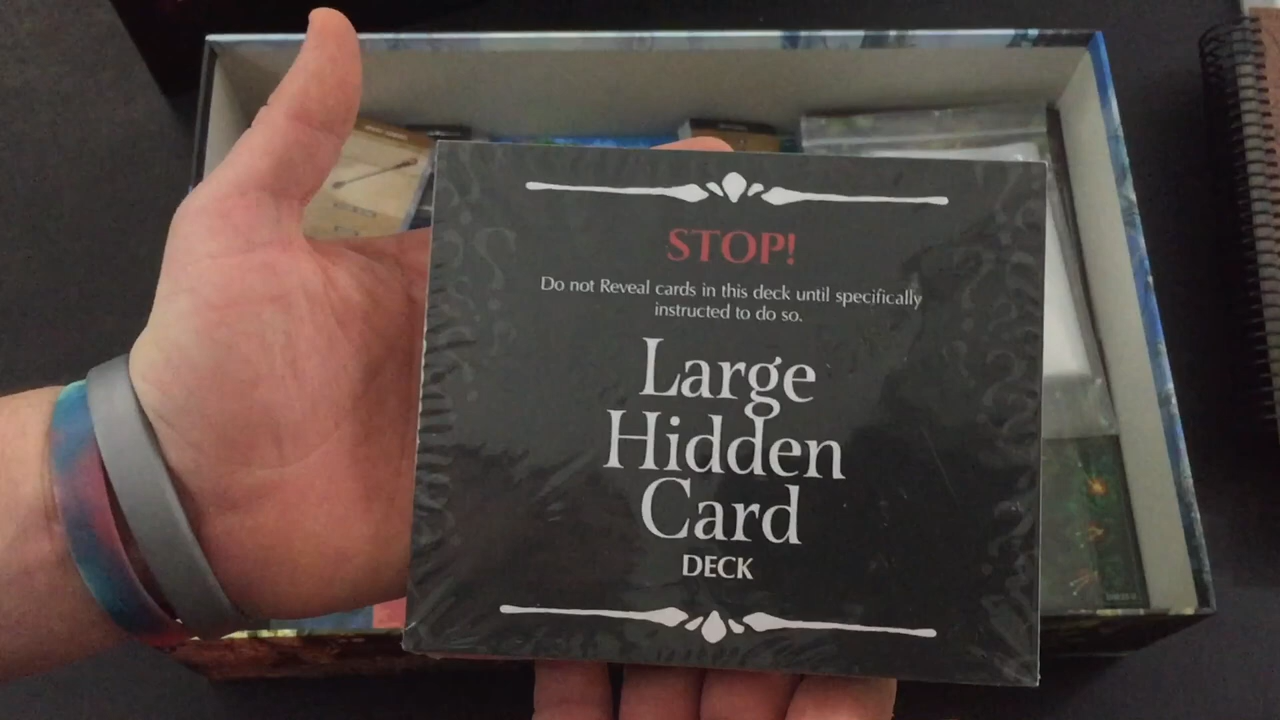 STOP!
Do not Reveal cards in this deck until specifically
instructed to do so.
Large
Hidden
Card
DECK